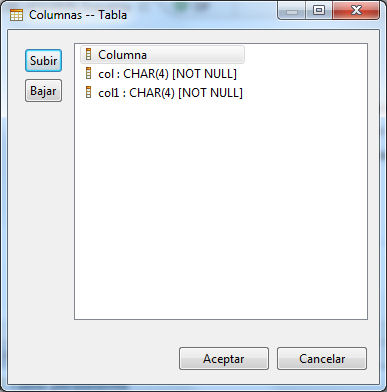 Columnas -- Tabla
Subir
Bajar
Columna
col : CHAR(4) [NOT NULL]
col1 : CHAR(4) [NOT NULL]
Aceptar
Cancelar